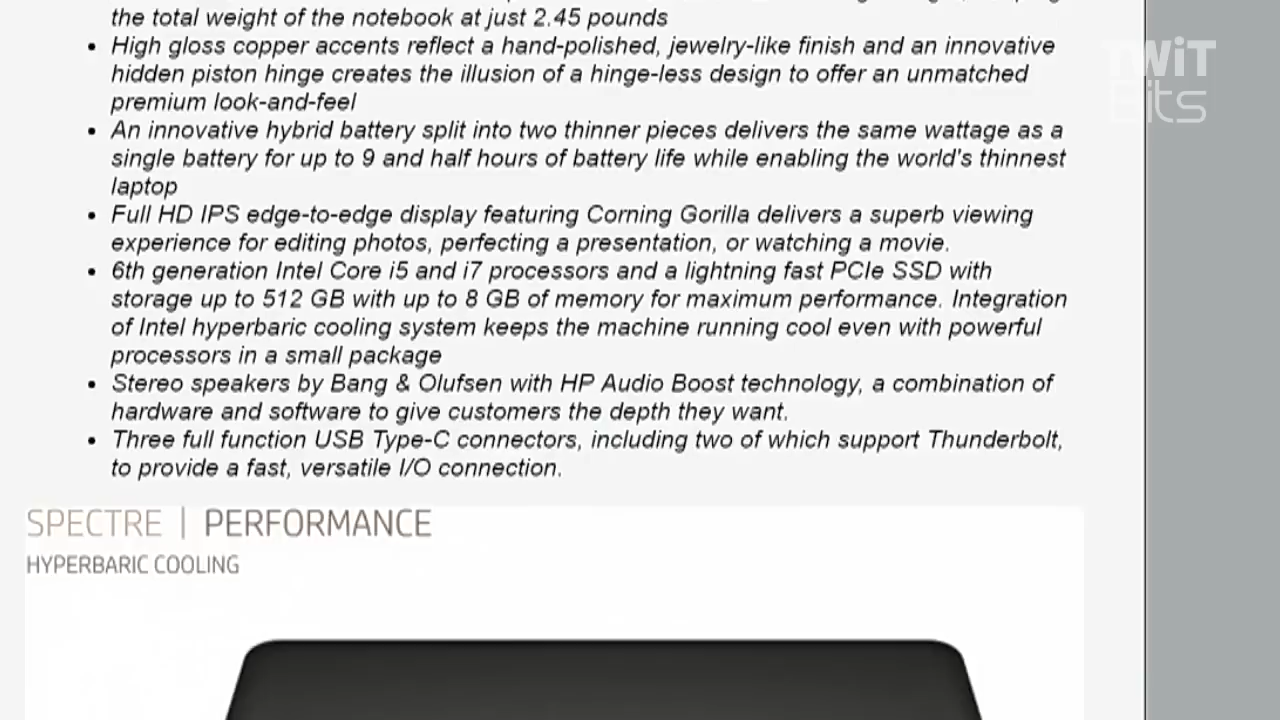 the total weight of the notebook at just 2.45 pounds
• High gloss copper accents reflect a hand-polished, jewelry-like finish and an innovative
hidden piston hinge creates the illusion of a hinge-less design to offer an unmatched
premium look-and-feel
• An innovative hybrid battery split into two thinner pieces delivers the same wattage as a
single battery for up to 9 and half hours of battery life while enabling the world's thinnest
laptop
• Full HD IPS edge-to-edge display featuring Corning Gorilla delivers a superb viewing
experience for editing photos, perfecting a presentation, or watching a movie.
• 6th generation Intel Core i5 and i7 processors and a lightning fast PCIe SSD with
storage up to 512 GB with up to 8 GB of memory for maximum performance. Integration
of Intel hyperbaric cooling system keeps the machine running cool even with powerful
processors in a small package
• Stereo speakers by Bang & Olufsen with HP Audio Boost technology, a combination of
hardware and software to give customers the depth they want.
• Three full function USB Type-C connectors, including two of which support Thunderbolt,
to provide a fast, versatile I/O connection.
SPECTRE | PERFORMANCE
HYPERBARIC COOLING
TWiT
Bits